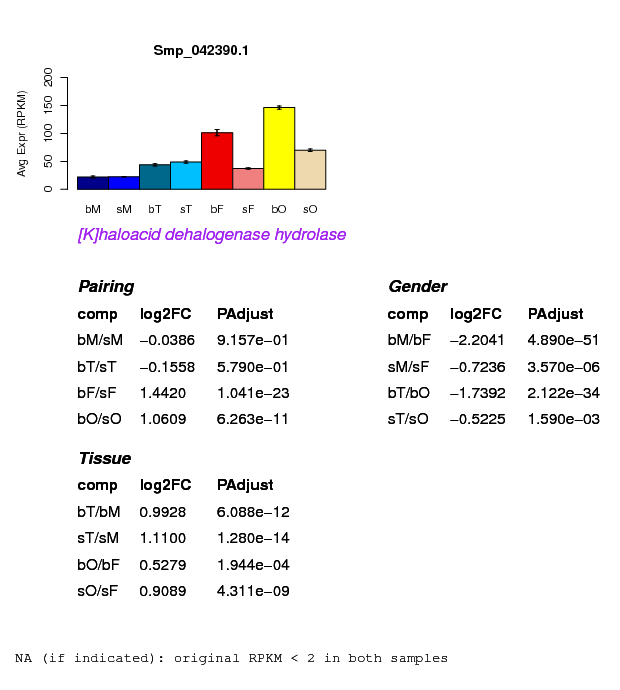 Smp_042390.1
Avg Expr (RPKM)
0 50 100 150 200
bM sM bT sT bF sF bO sO
[K]haloacid dehalogenase hydrolase
Pairing
comp log2FC PAdjust
bM/sM −0.0386 9.157e−01
bT/sT −0.1558 5.790e−01
bF/sF 1.4420 1.041e−23
bO/sO 1.0609 6.263e−11
Gender
comp log2FC PAdjust
bM/bF −2.2041 4.890e−51
sM/sF −0.7236 3.570e−06
bT/bO −1.7392 2.122e−34
sT/sO −0.5225 1.590e−03
Tissue
comp log2FC PAdjust
bT/bM 0.9928 6.088e−12
sT/sM 1.1100 1.280e−14
bO/bF 0.5279 1.944e−04
sO/sF 0.9089 4.311e−09
NA (if indicated): original RPKM < 2 in both samples